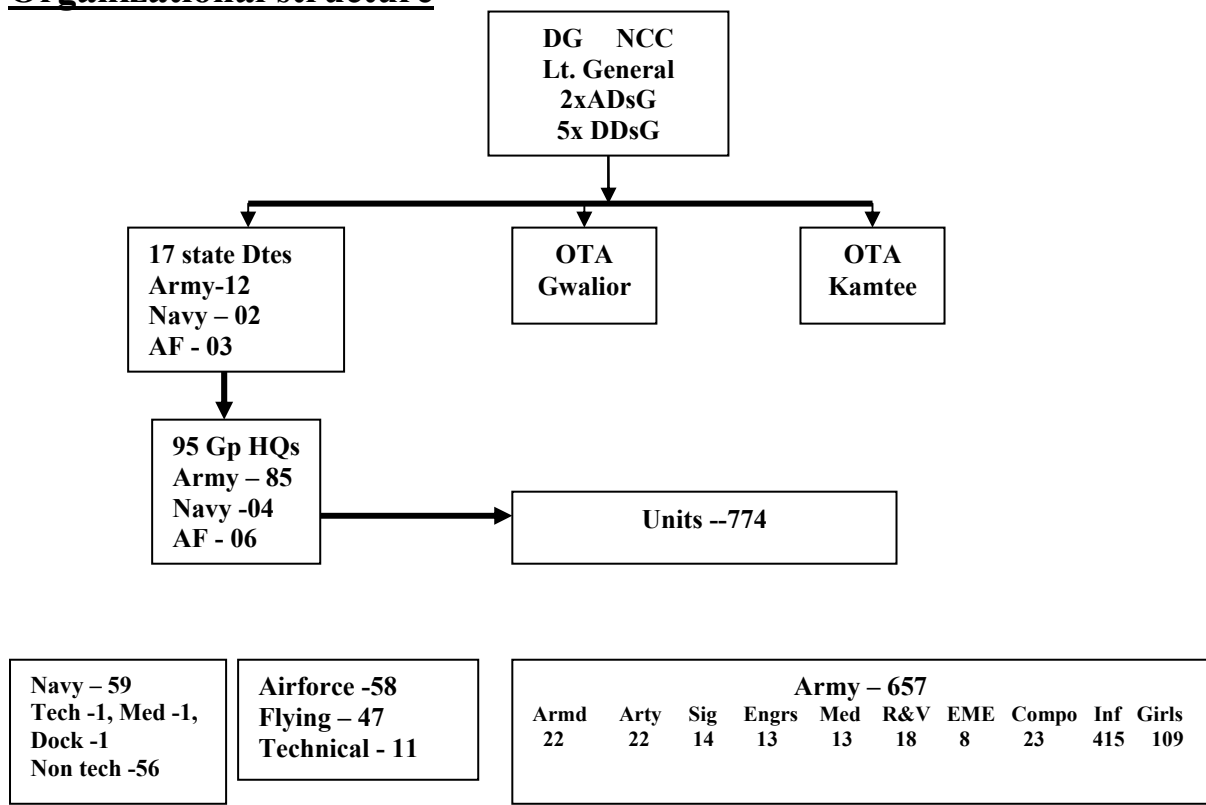 Organizational structure
DG NCC
Lt. General
2xADsG
5x DDsG
17 state Dtes
Army-12
Navy – 02
AF - 03
OTA
Gwalior
OTA
Kamtee
95 Gp HQs
Army – 85
Navy -04
AF - 06
Units --774
Navy – 59
Tech -1, Med -1,
Dock -1
Non tech -56
Airforce -58
Flying – 47
Technical - 11
Army – 657
Armd Arty Sig Engrs Med R&V EME Compo Inf Girls
22 22 14 13 13 18 8 23 415 109